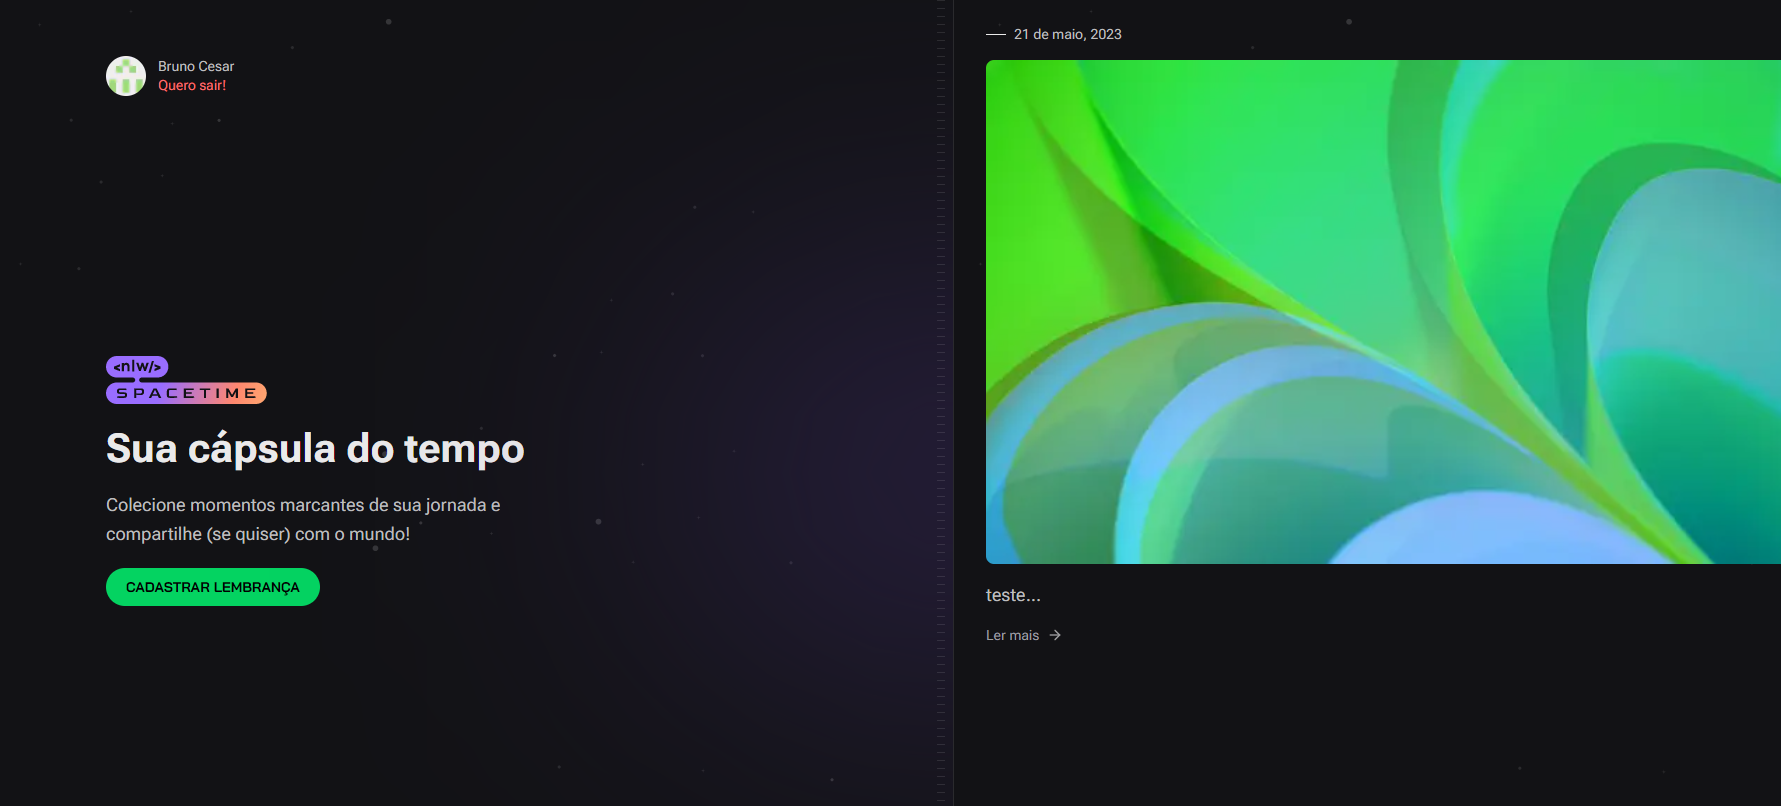 Bruno Cesar
Quero sair!
<nlw/>
SPACETIME
Sua cápsula do tempo
Colecione momentos marcantes de sua jornada e
compartilhe (se quiser) com o mundo!
CADASTRAR LEMBRANÇA
21 de maio, 2023
teste...
Ler mais